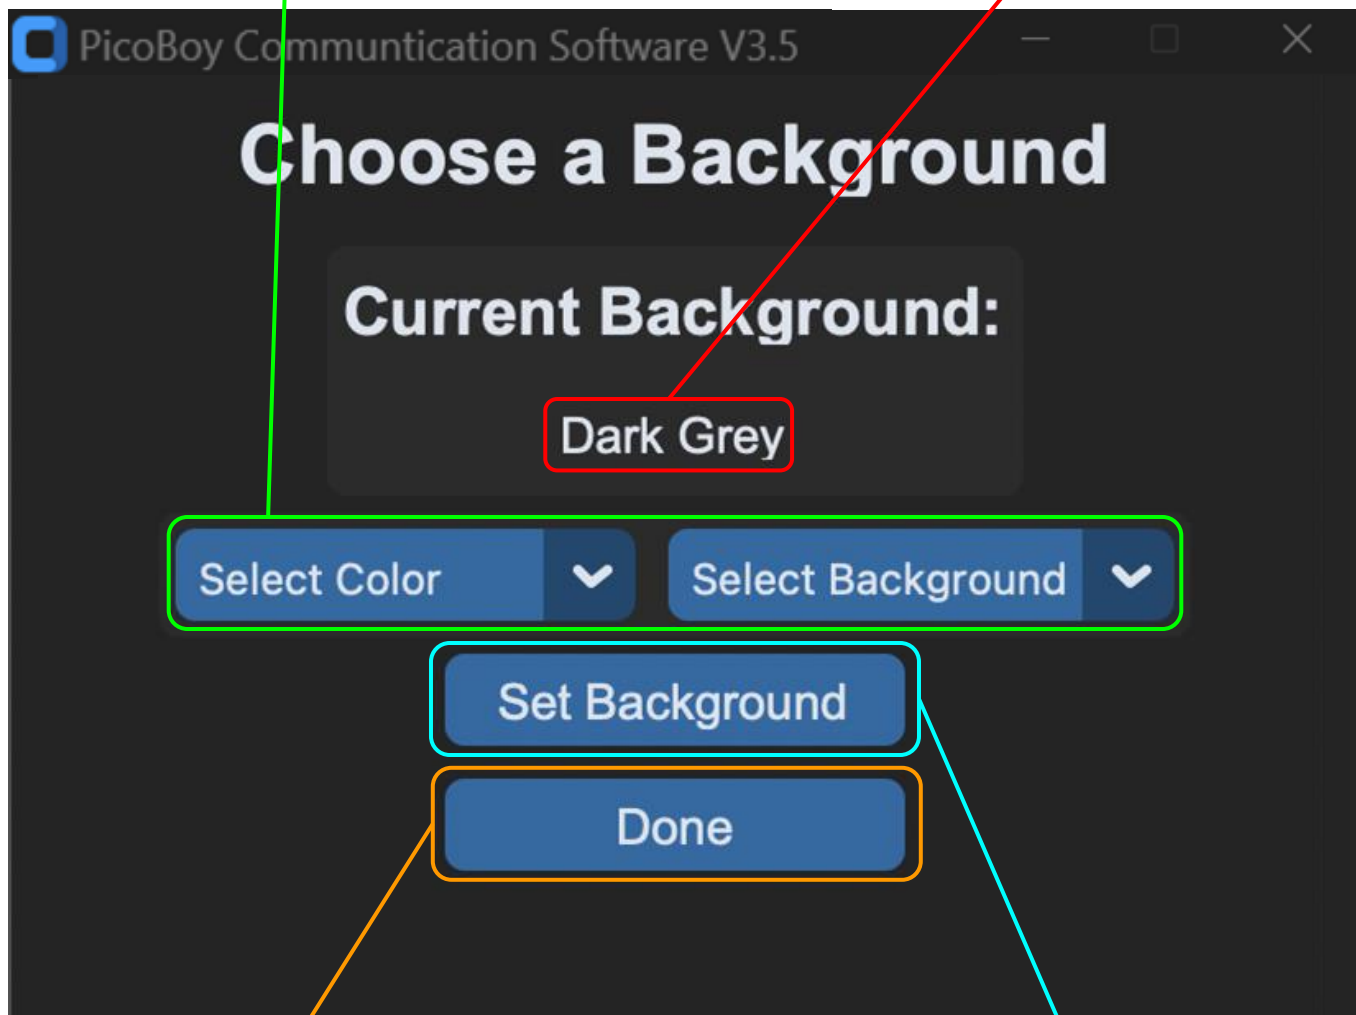 PicoBoy Communtication Software V3.5
Choose a Background
Current Background:
Dark Grey
Select Color Select Background
Set Background
Done